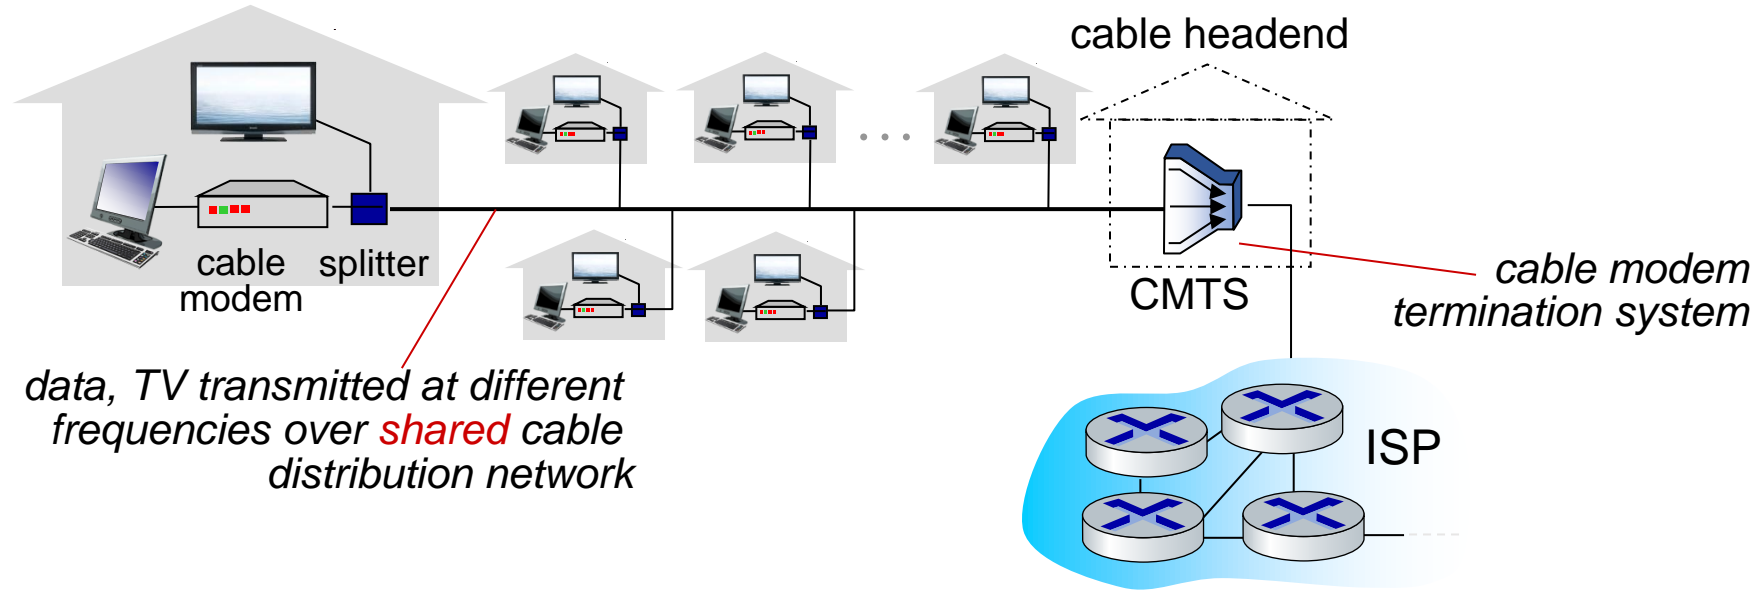 cable headend
cable
modem
splitter
CMTS
cable modem
termination system
data, TV transmitted at different
frequencies over shared cable
distribution network
ISP